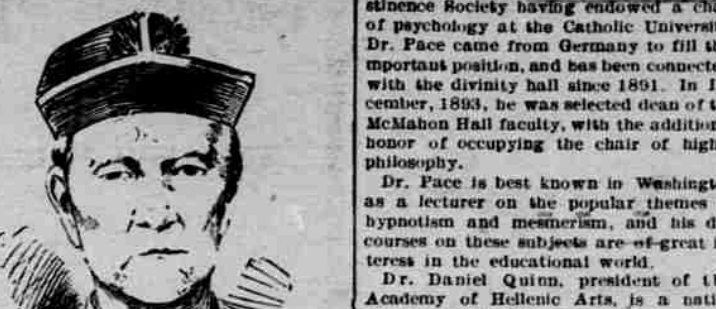 stinence Society having endowed a cha
of psychology at the Catholic Universit
Dr. Pace came from Germany to fill th
mportant position, and has been connecte
with the divinity hall since 1891. In D
cember, 1893, he was selected dean of t
McMahon Hall faculty, with the addition
honor of occupying the chair of high
philosophy.
Dr. Pace is best known in Washingt
as a lecturer on the popular themes
hypnotism and mesmerism, and his d
courses on these subjects are of great i
terest in the educational world.
Dr. Daniel Quinn, president of t
Academy of Hellenic Arts, is a nati